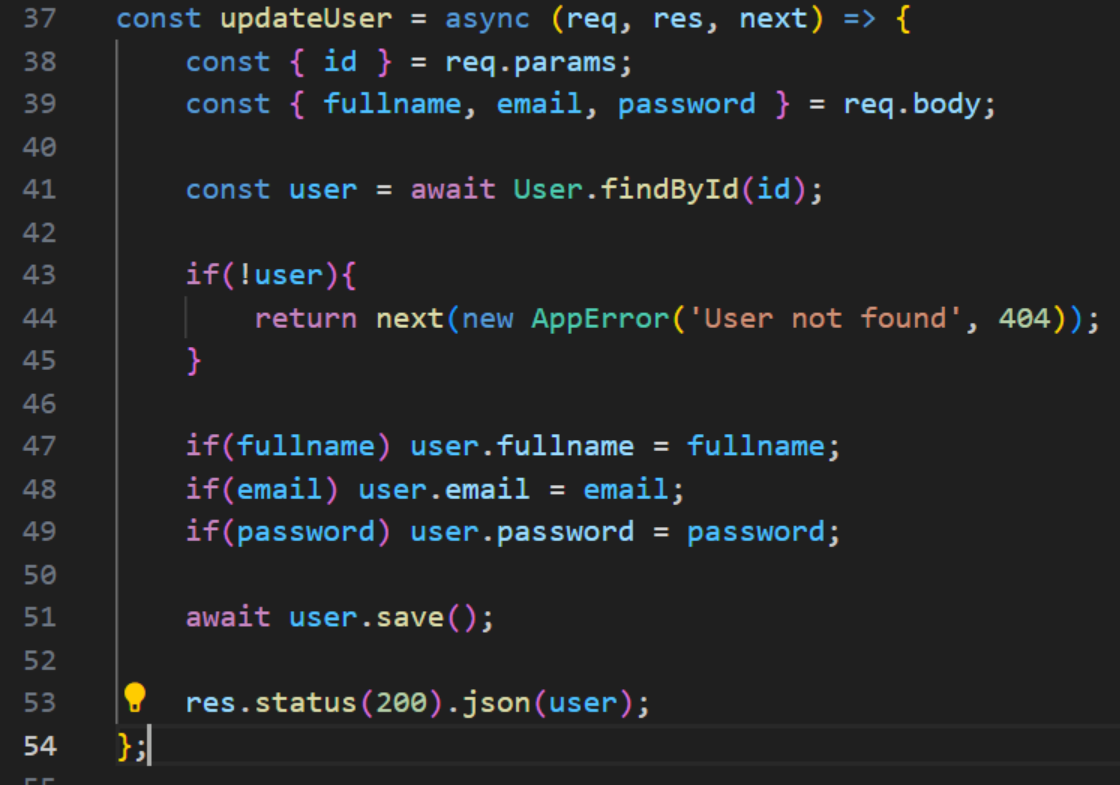 37 const updateUser = async (req, res, next) => {
38 const { id } = req.params;
39 const { fullname, email, password } = req.body;
40
41 const user = await User.findById(id);
42
43 if(!user){
44 return next(new AppError('User not found', 404));
45 }
46
47 if(fullname) user.fullname = fullname;
48 if(email) user.email = email;
49 if(password) user.password = password;
50
51 await user.save();
52
53 res.status(200).json(user);
54 };
55